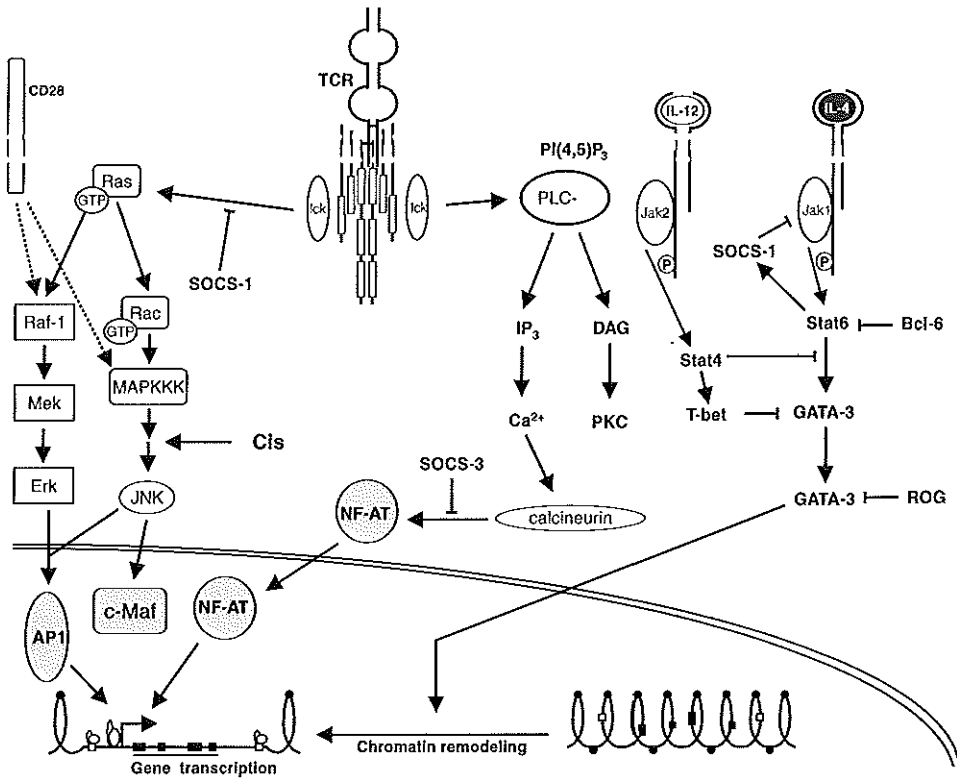 TCR
CD28
IL-12
IL-4
PI(4,5)P3
Ras
GTP
lck
lck
PLC-
Jak2
Jak1
P
P
SOCS-1
SOCS-1
Raf-1
Rac
GTP
IP3
DAG
Stat6
Bcl-6
Stat4
Mek
MAPKKK
Ca2+
PKC
T-bet
GATA-3
Cis
SOCS-3
Erk
JNK
NF-AT
calcineurin
GATA-3
ROG
AP1
c-Maf
NF-AT
Chromatin remodeling
Gene transcription